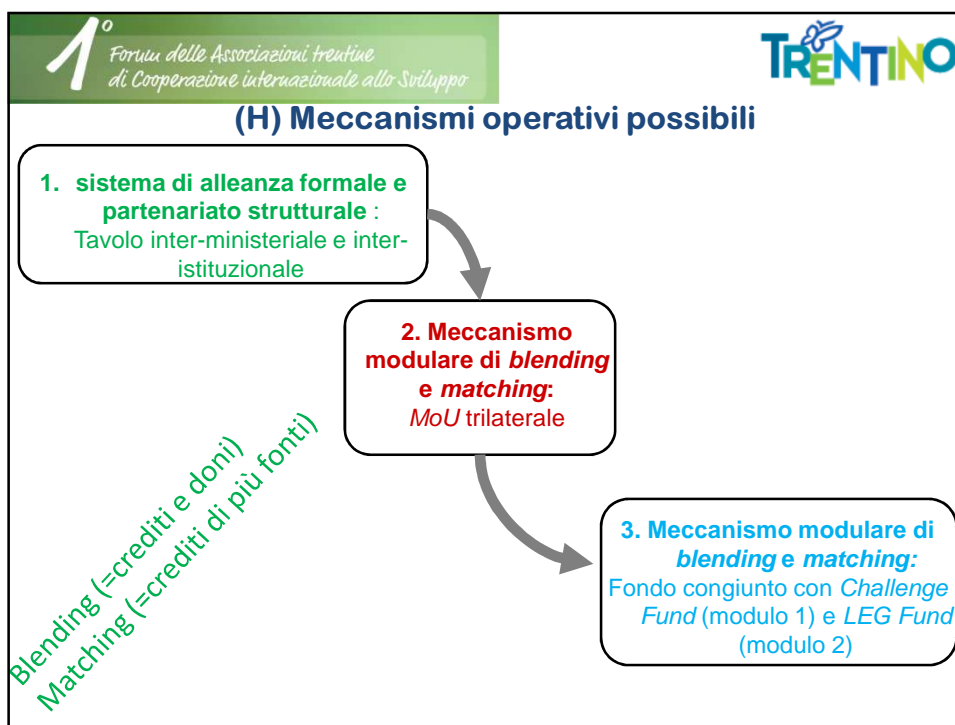 1°
Forum delle Associazioni trentine
di Cooperazione internazionale allo Sviluppo
TRENTINO
(H) Meccanismi operativi possibili
1. sistema di alleanza formale e
partenariato strutturale :
Tavolo inter-ministeriale e inter-
istituzionale
2. Meccanismo
modulare di blending
e matching:
MoU trilaterale
Blending (=crediti e doni)
Matching (=crediti di più fonti)
3. Meccanismo modulare di
blending e matching:
Fondo congiunto con Challenge
Fund (modulo 1) e LEG Fund
(modulo 2)